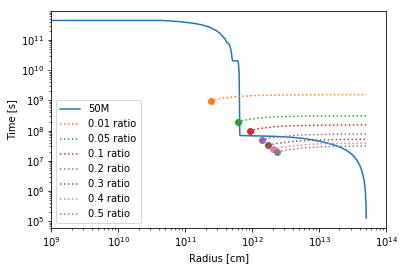 10¹¹
10¹⁰
10⁹
10⁸
10⁷
10⁶
10⁵
Time [s]
50M
0.01 ratio
0.05 ratio
0.1 ratio
0.2 ratio
0.3 ratio
0.4 ratio
0.5 ratio
10⁹ 10¹⁰ 10¹¹ 10¹² 10¹³ 10¹⁴
Radius [cm]